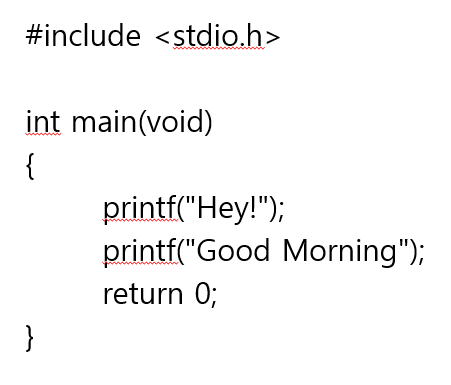 #include <stdio.h>
int main(void)
{
printf("Hey!");
printf("Good Morning");
return 0;
}